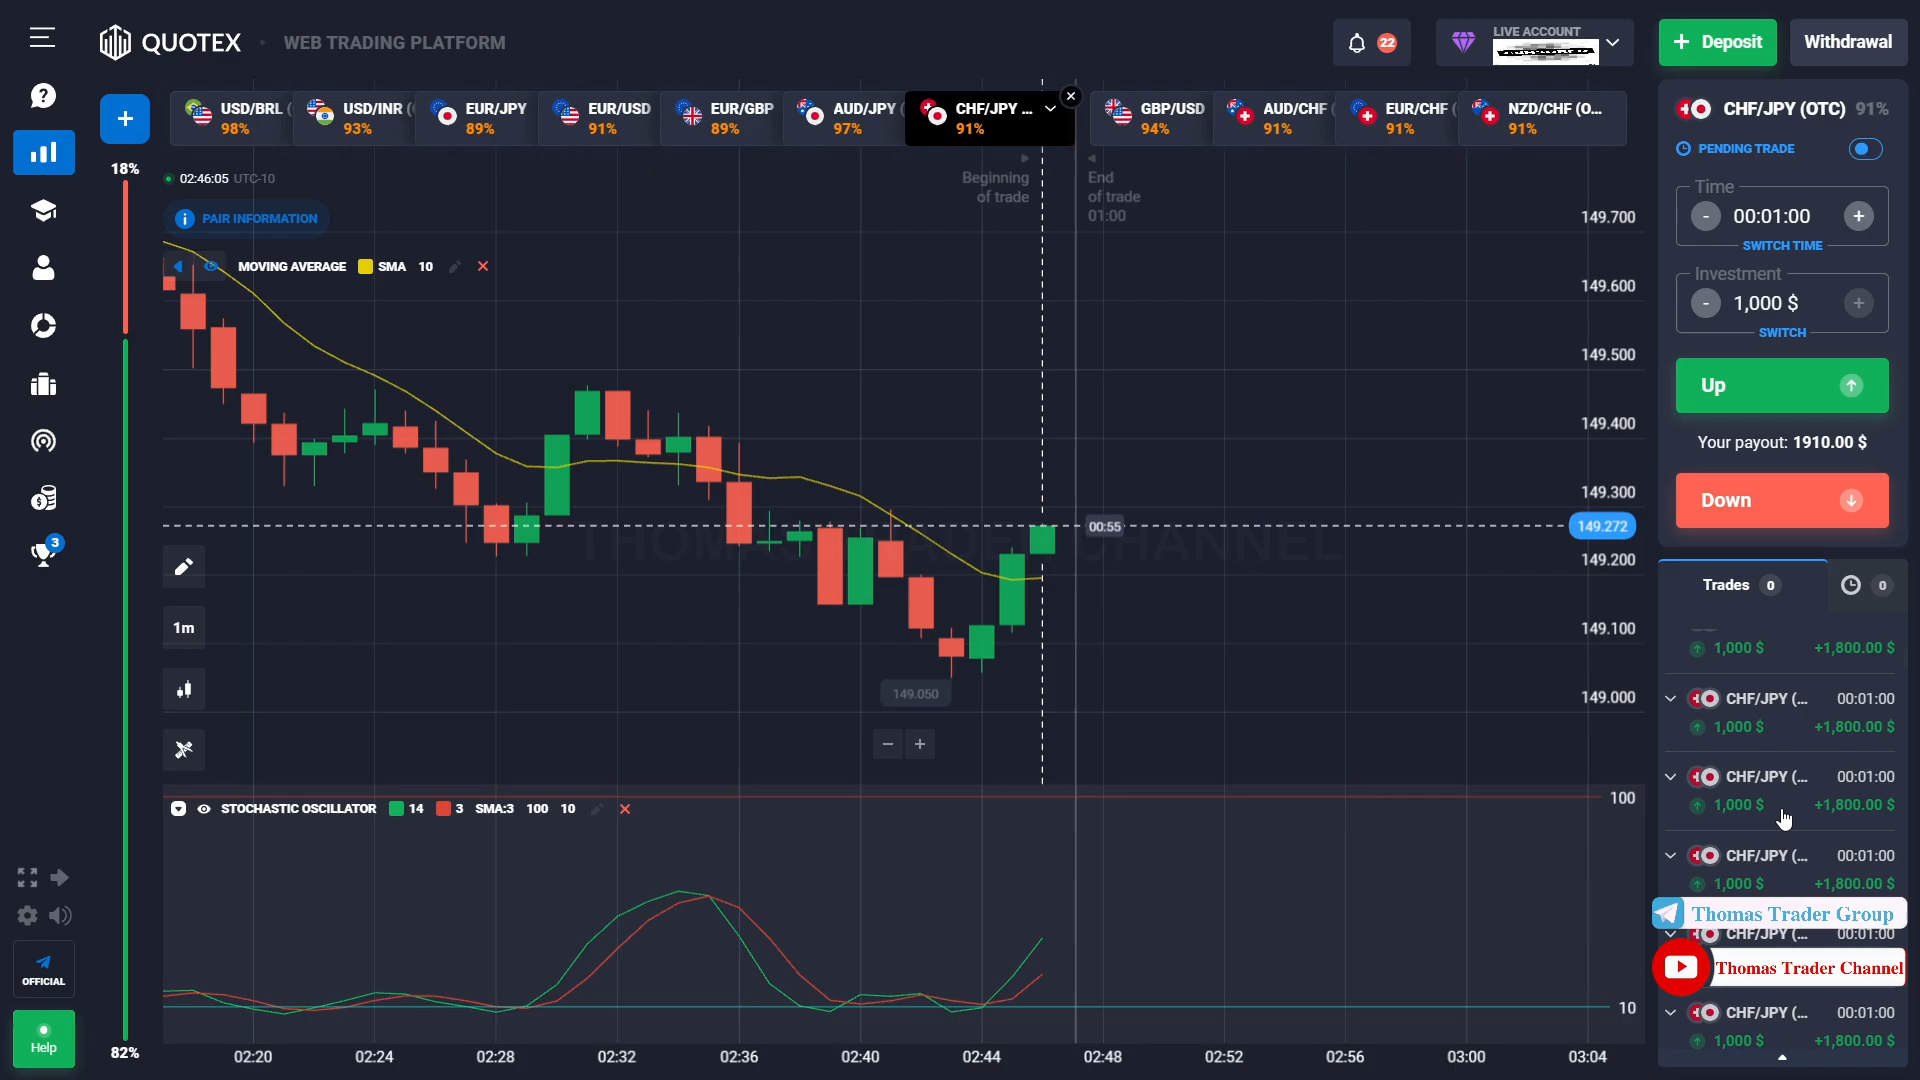 QUOTEX
WEB TRADING PLATFORM
22
LIVE ACCOUNT
Deposit
Withdrawal
USD/BRL (
98%
USD/INR (
93%
EUR/JPY
89%
EUR/USD
91%
EUR/GBP
89%
AUD/JPY (
97%
CHF/JPY ...
91%
GBP/USD
94%
AUD/CHF (
91%
EUR/CHF (
91%
NZD/CHF (O...
91%
18%
02:46:05 UTC-10
PAIR INFORMATION
MOVING AVERAGE SMA 10
Beginning
of trade
End
of trade
01:00
149.700
149.600
149.500
149.400
149.300
149.272
149.200
149.100
149.000
00:55
THOMAS TRADER CHANNEL
1m
149.050
STOCHASTIC OSCILLATOR 14 3 SMA:3 100 10
100
10
02:20 02:24 02:28 02:32 02:36 02:40 02:44 02:48 02:52 02:56 03:00 03:04
3
OFFICIAL
Help
82%
CHF/JPY (OTC) 91%
PENDING TRADE
Time
- 00:01:00 +
SWITCH TIME
Investment
- 1,000 $ +
SWITCH
Up
Your payout: 1910.00 $
Down
Trades 0
0
1,000 $ +1,800.00 $
CHF/JPY (... 00:01:00
1,000 $ +1,800.00 $
CHF/JPY (... 00:01:00
1,000 $ +1,800.00 $
CHF/JPY (... 00:01:00
1,000 $ +1,800.00 $
Thomas Trader Group
CHF/JPY (... 00:01:00
Thomas Trader Channel
CHF/JPY (... 00:01:00
1,000 $ +1,800.00 $